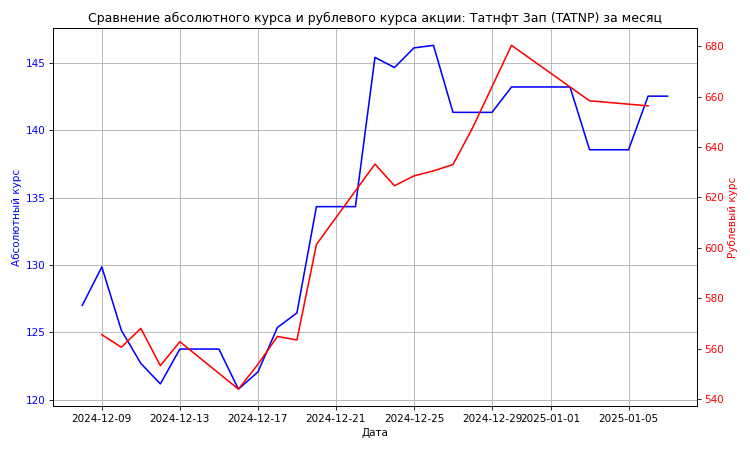 Сравнение абсолютного курса и рублевого курса акции: Татнфт 3ап (TATNP) за месяц
Абсолютный курс
145
140
135
130
125
120
680
660
640
620
600
580
560
540
Рублевый курс
2024-12-09 2024-12-13 2024-12-17 2024-12-21 2024-12-25 2024-12-29 2025-01-01 2025-01-05
Дата